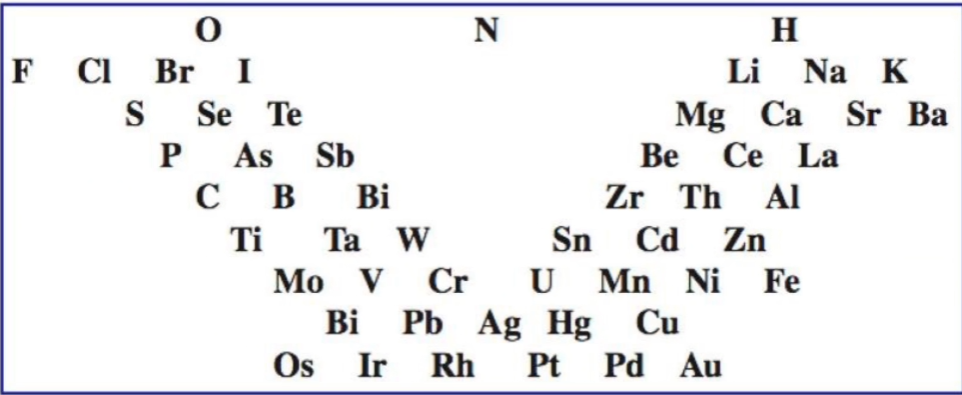 O N H
F Cl Br I Li Na K
S Se Te Mg Ca Sr Ba
P As Sb Be Ce La
C B Bi Zr Th Al
Ti Ta W Sn Cd Zn
Mo V Cr U Mn Ni Fe
Bi Pb Ag Hg Cu
Os Ir Rh Pt Pd Au